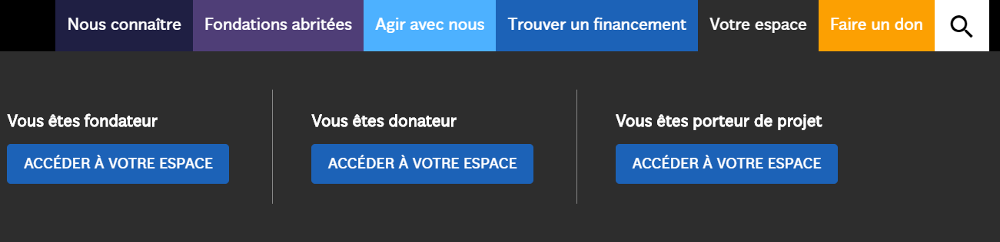 Nous connaître Fondations abritées Agir avec nous Trouver un financement Votre espace Faire un don
Vous êtes fondateur
ACCÉDER À VOTRE ESPACE
Vous êtes donateur
ACCÉDER À VOTRE ESPACE
Vous êtes porteur de projet
ACCÉDER À VOTRE ESPACE